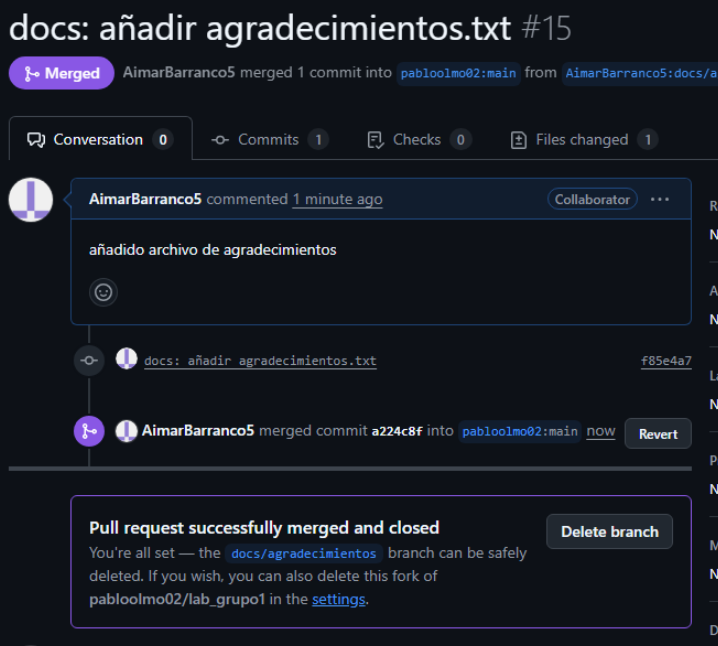 docs: añadir agradecimientos.txt #15
Merged AimarBarranco5 merged 1 commit into pabloolmo02:main from AimarBarranco5:docs/a
Conversation 0 Commits 1 Checks 0 Files changed 1
AimarBarranco5 commented 1 minute ago Collaborator ...
añadido archivo de agradecimientos
docs: añadir agradecimientos.txt f85e4a7
AimarBarranco5 merged commit a224c8f into pabloolmo02:main now Revert
Pull request successfully merged and closed
Delete branch
You're all set — the docs/agradecimientos branch can be safely
deleted. If you wish, you can also delete this fork of
pabloolmo02/lab_grupo1 in the settings.